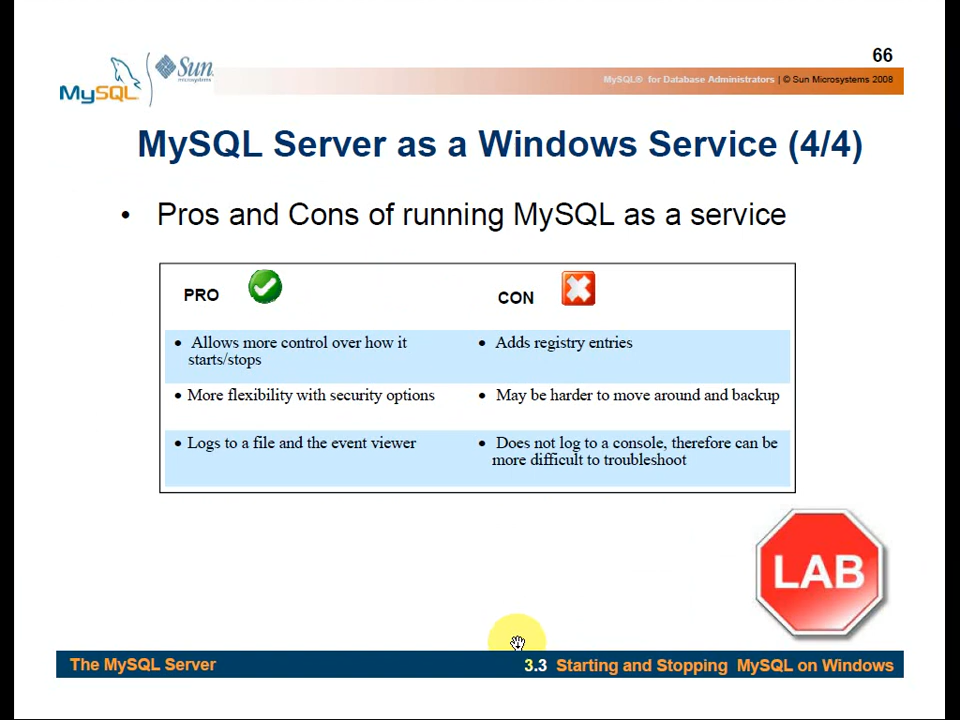 66
MySQL
Sun
microsystems
MySQL® for Database Administrators | © Sun Microsystems 2008
MySQL Server as a Windows Service (4/4)
• Pros and Cons of running MySQL as a service
PRO
CON
• Allows more control over how it
starts/stops
• Adds registry entries
• More flexibility with security options
• May be harder to move around and backup
• Logs to a file and the event viewer
• Does not log to a console, therefore can be
more difficult to troubleshoot
LAB
The MySQL Server
3.3 Starting and Stopping MySQL on Windows